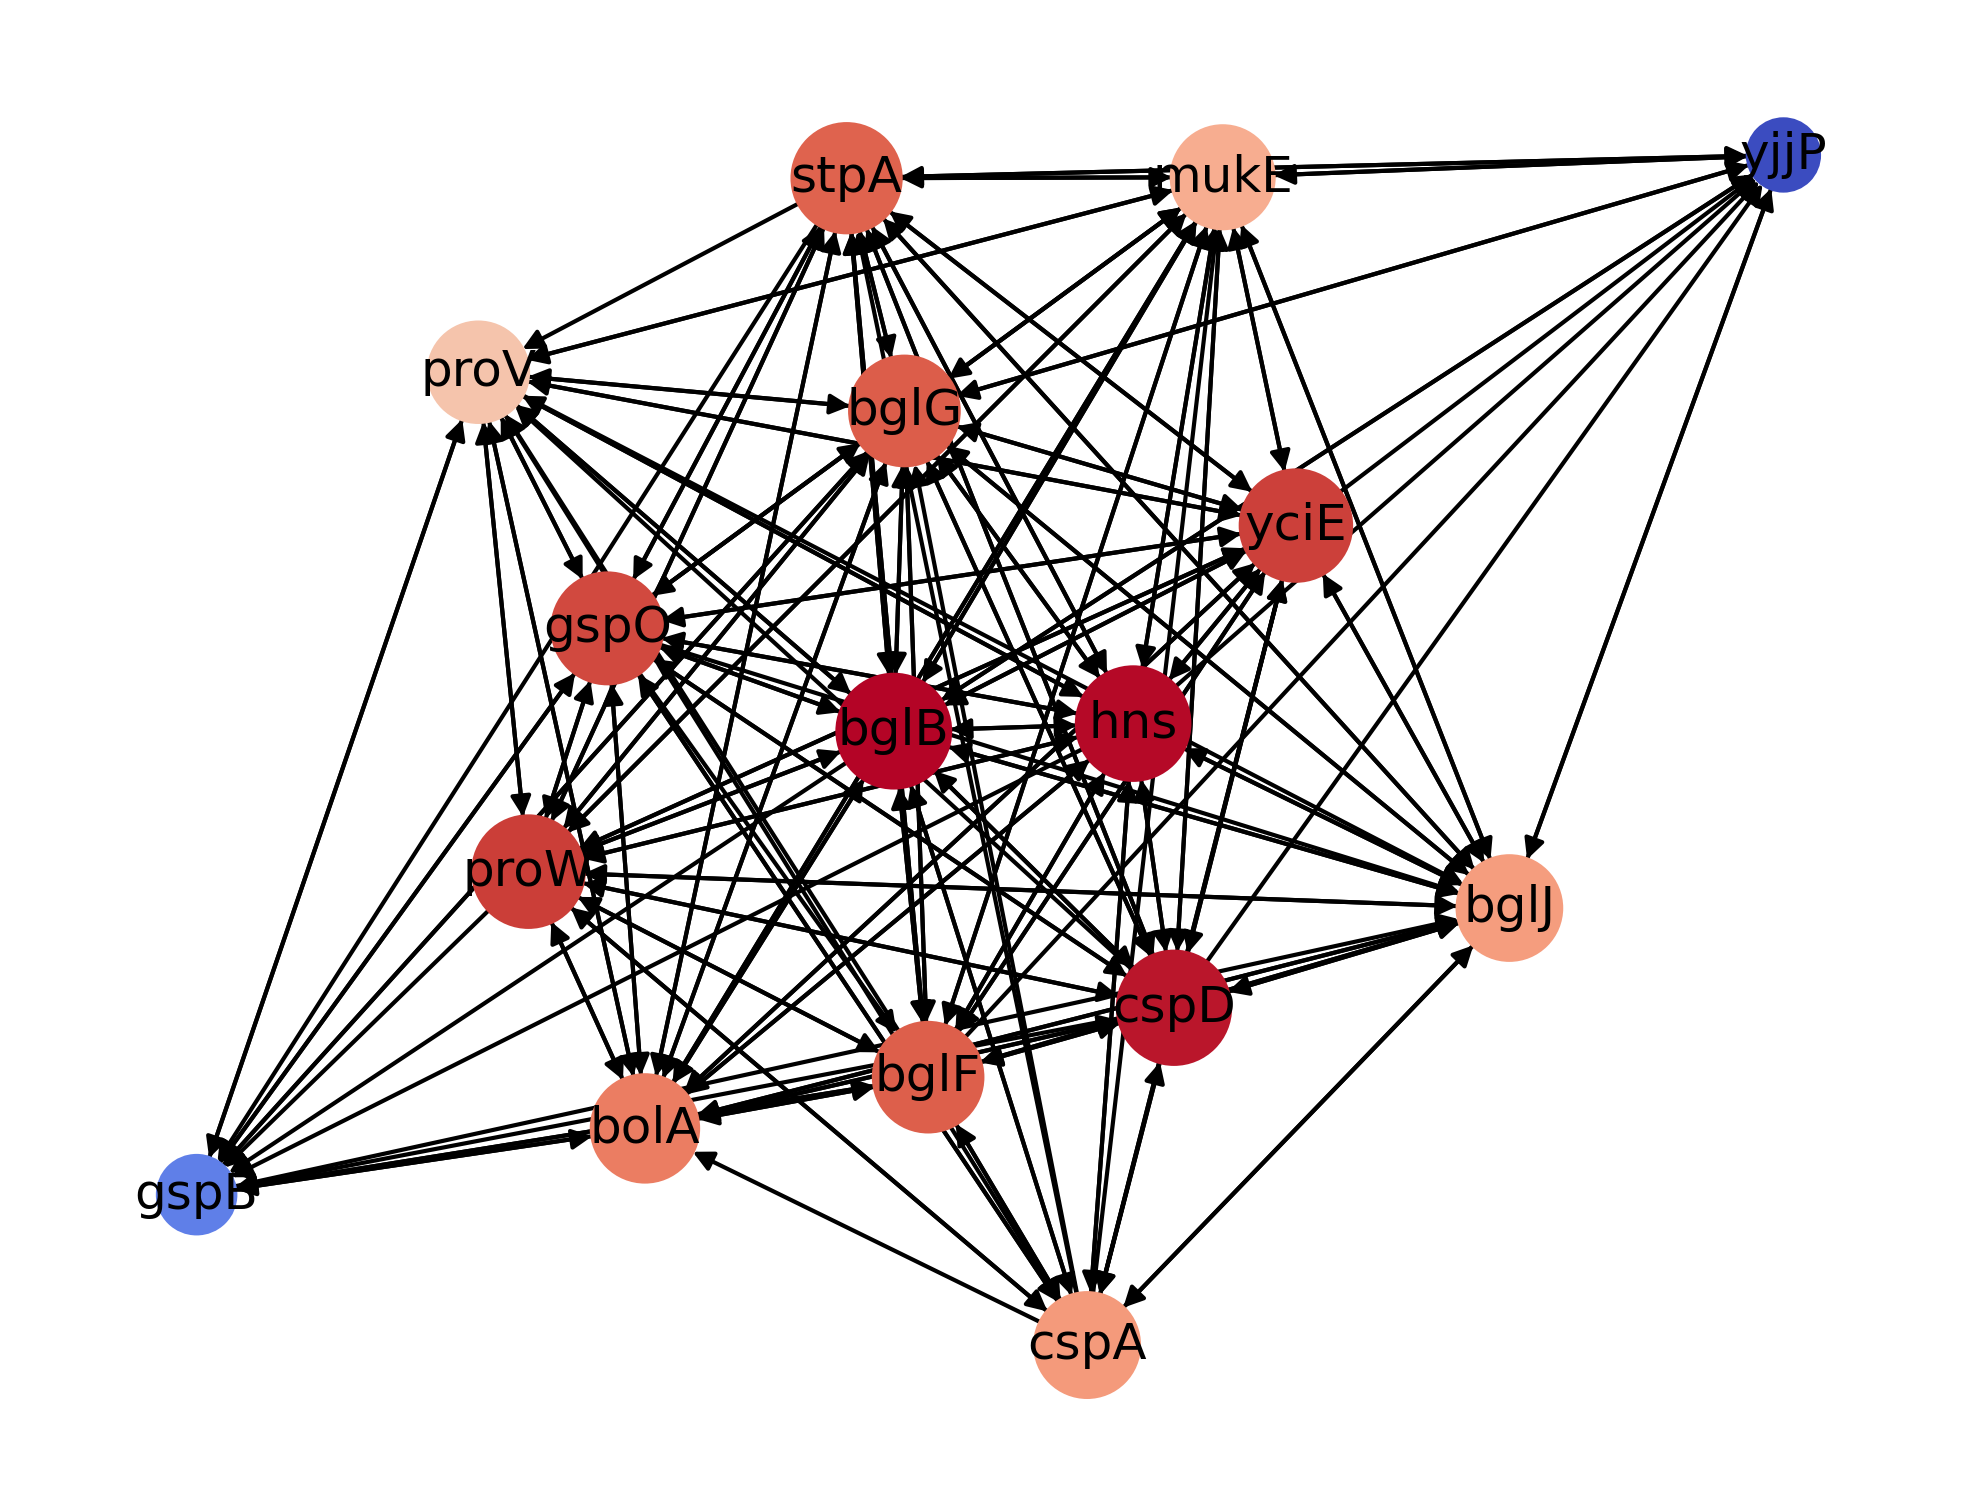 stpA
mukE
yjjP
proV
bglG
yciE
gspO
bglB
hns
proW
bglJ
cspD
bglF
bolA
gspB
cspA